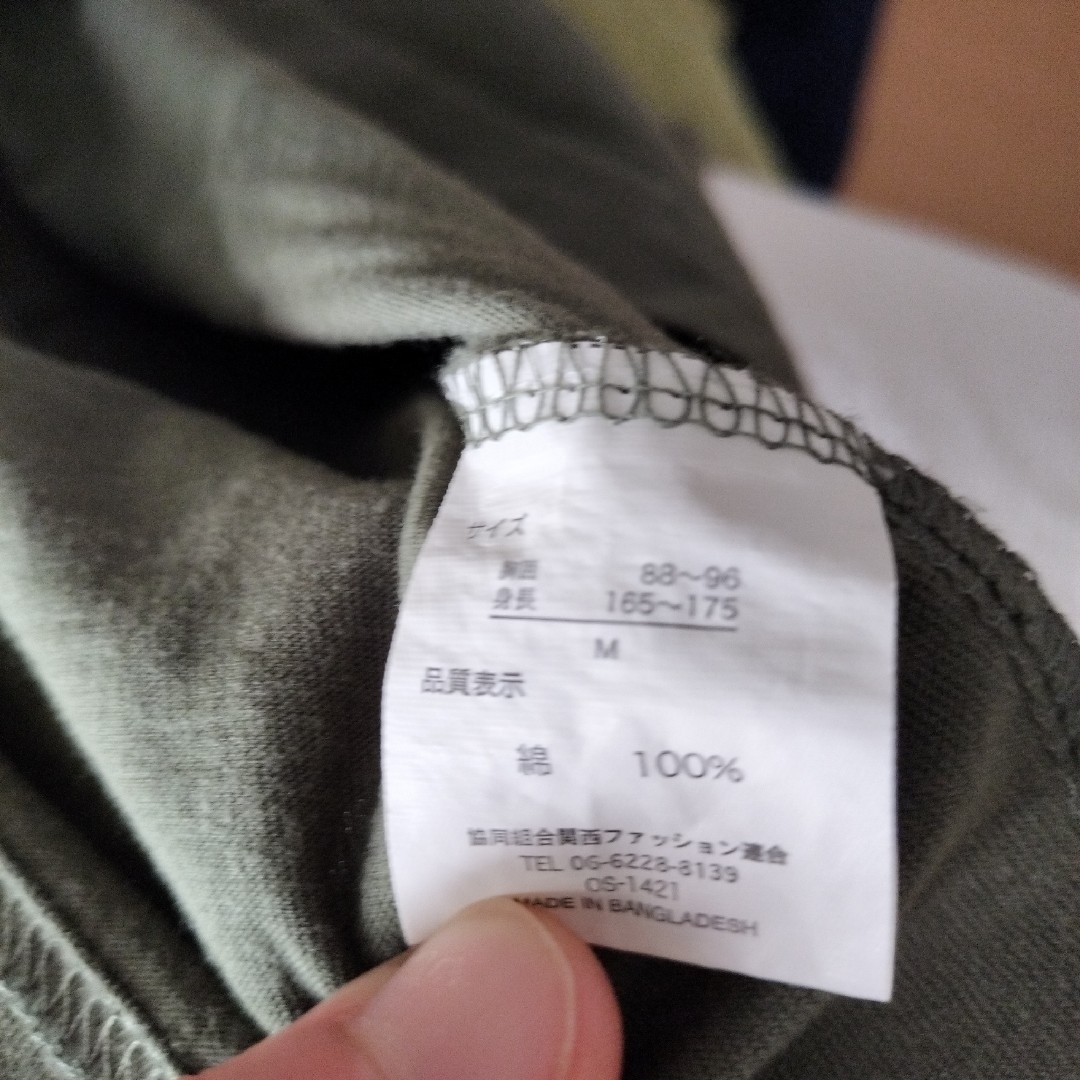 サイズ
胸囲 88~96
身長 165~175
M
品質表示
綿 100%
協同組合関西ファッション連合
TEL 06-6228-8139
OS-1421
MADE IN BANGLADESH